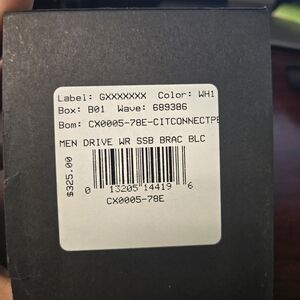 Label: GXXXXXXX Color: WH1
Box: B01 Wave: 689386
Bom: CX0005-78E-CITCONNECTPE
MEN DRIVE WR SSB BRAC BLC
$325.00
0 13205 14419 6
CX0005-78E